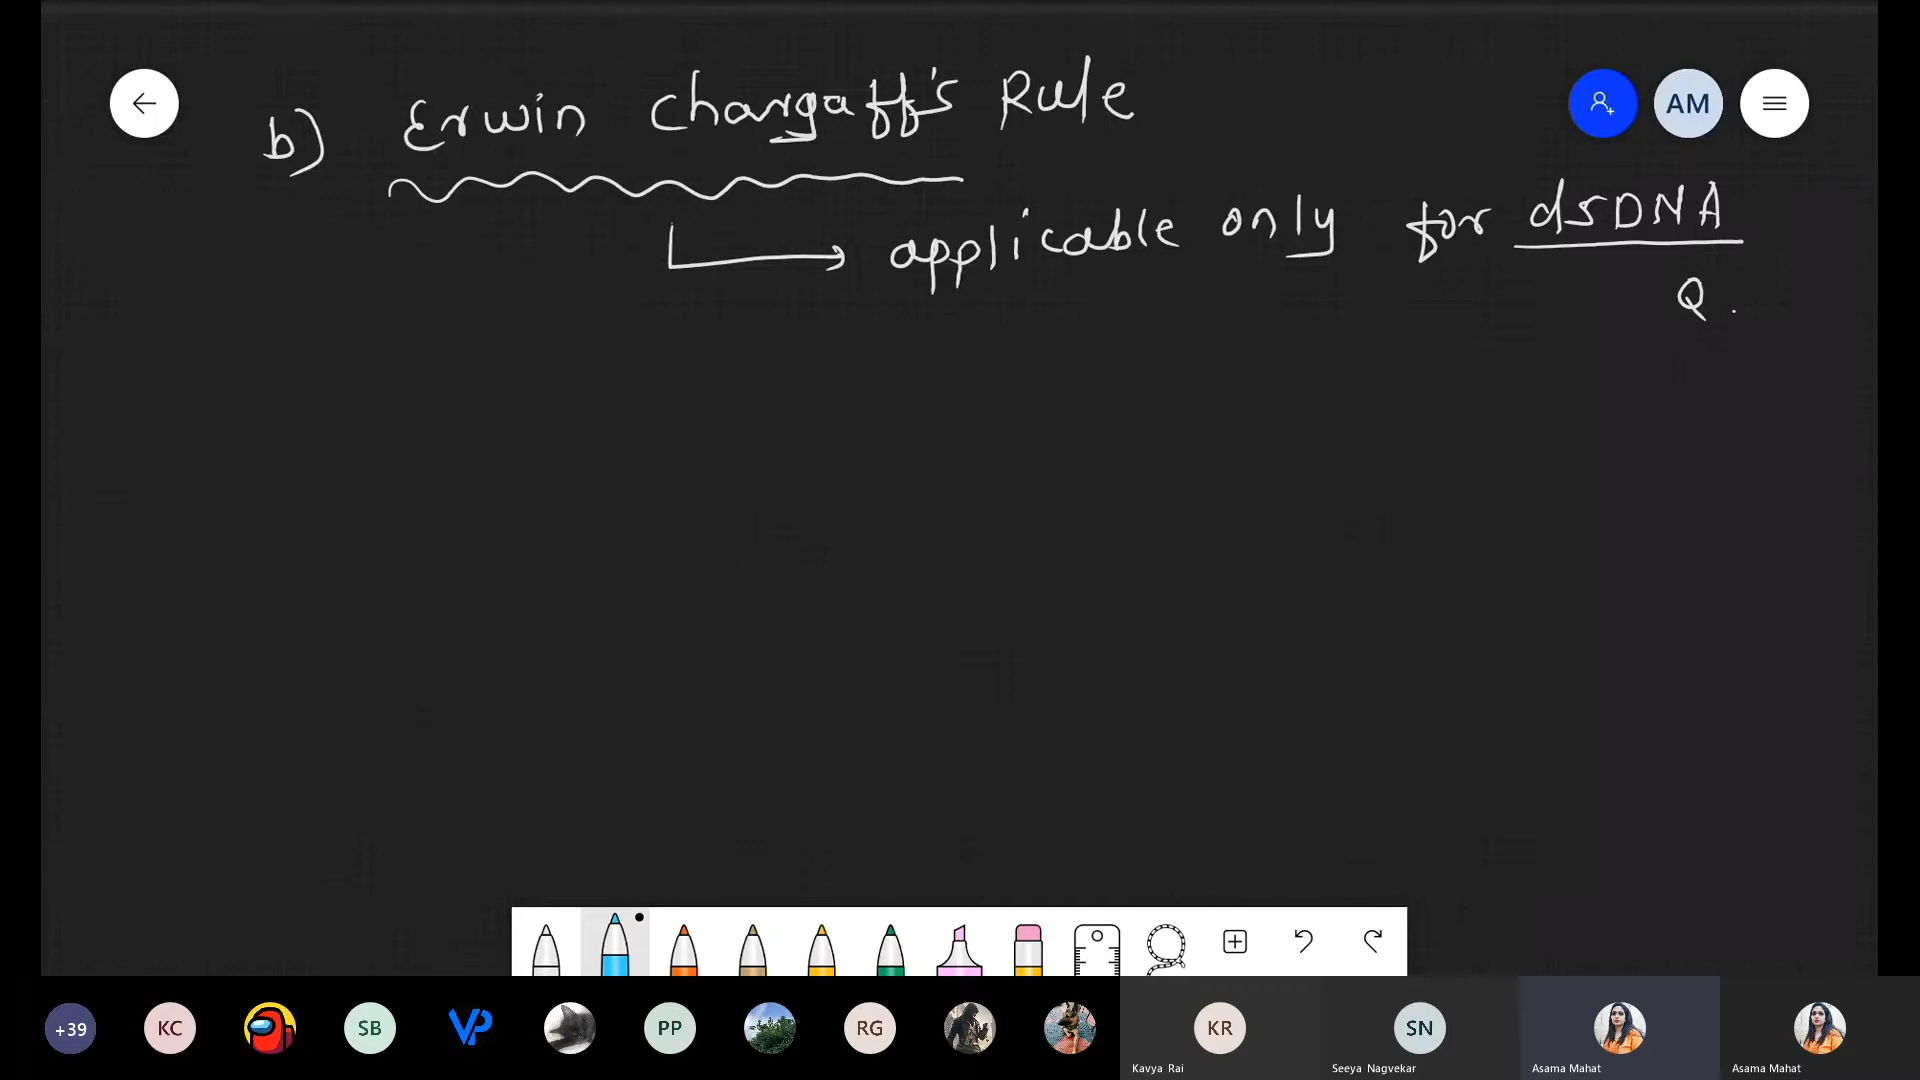 b) Erwin Chargaff's Rule
AM
applicable only for dsDNA
Q.
+39
KC
SB
VP
PP
RG
KR
SN
Kavya Rai
Seeya Nagvekar
Asama Mahat
Asama Mahat